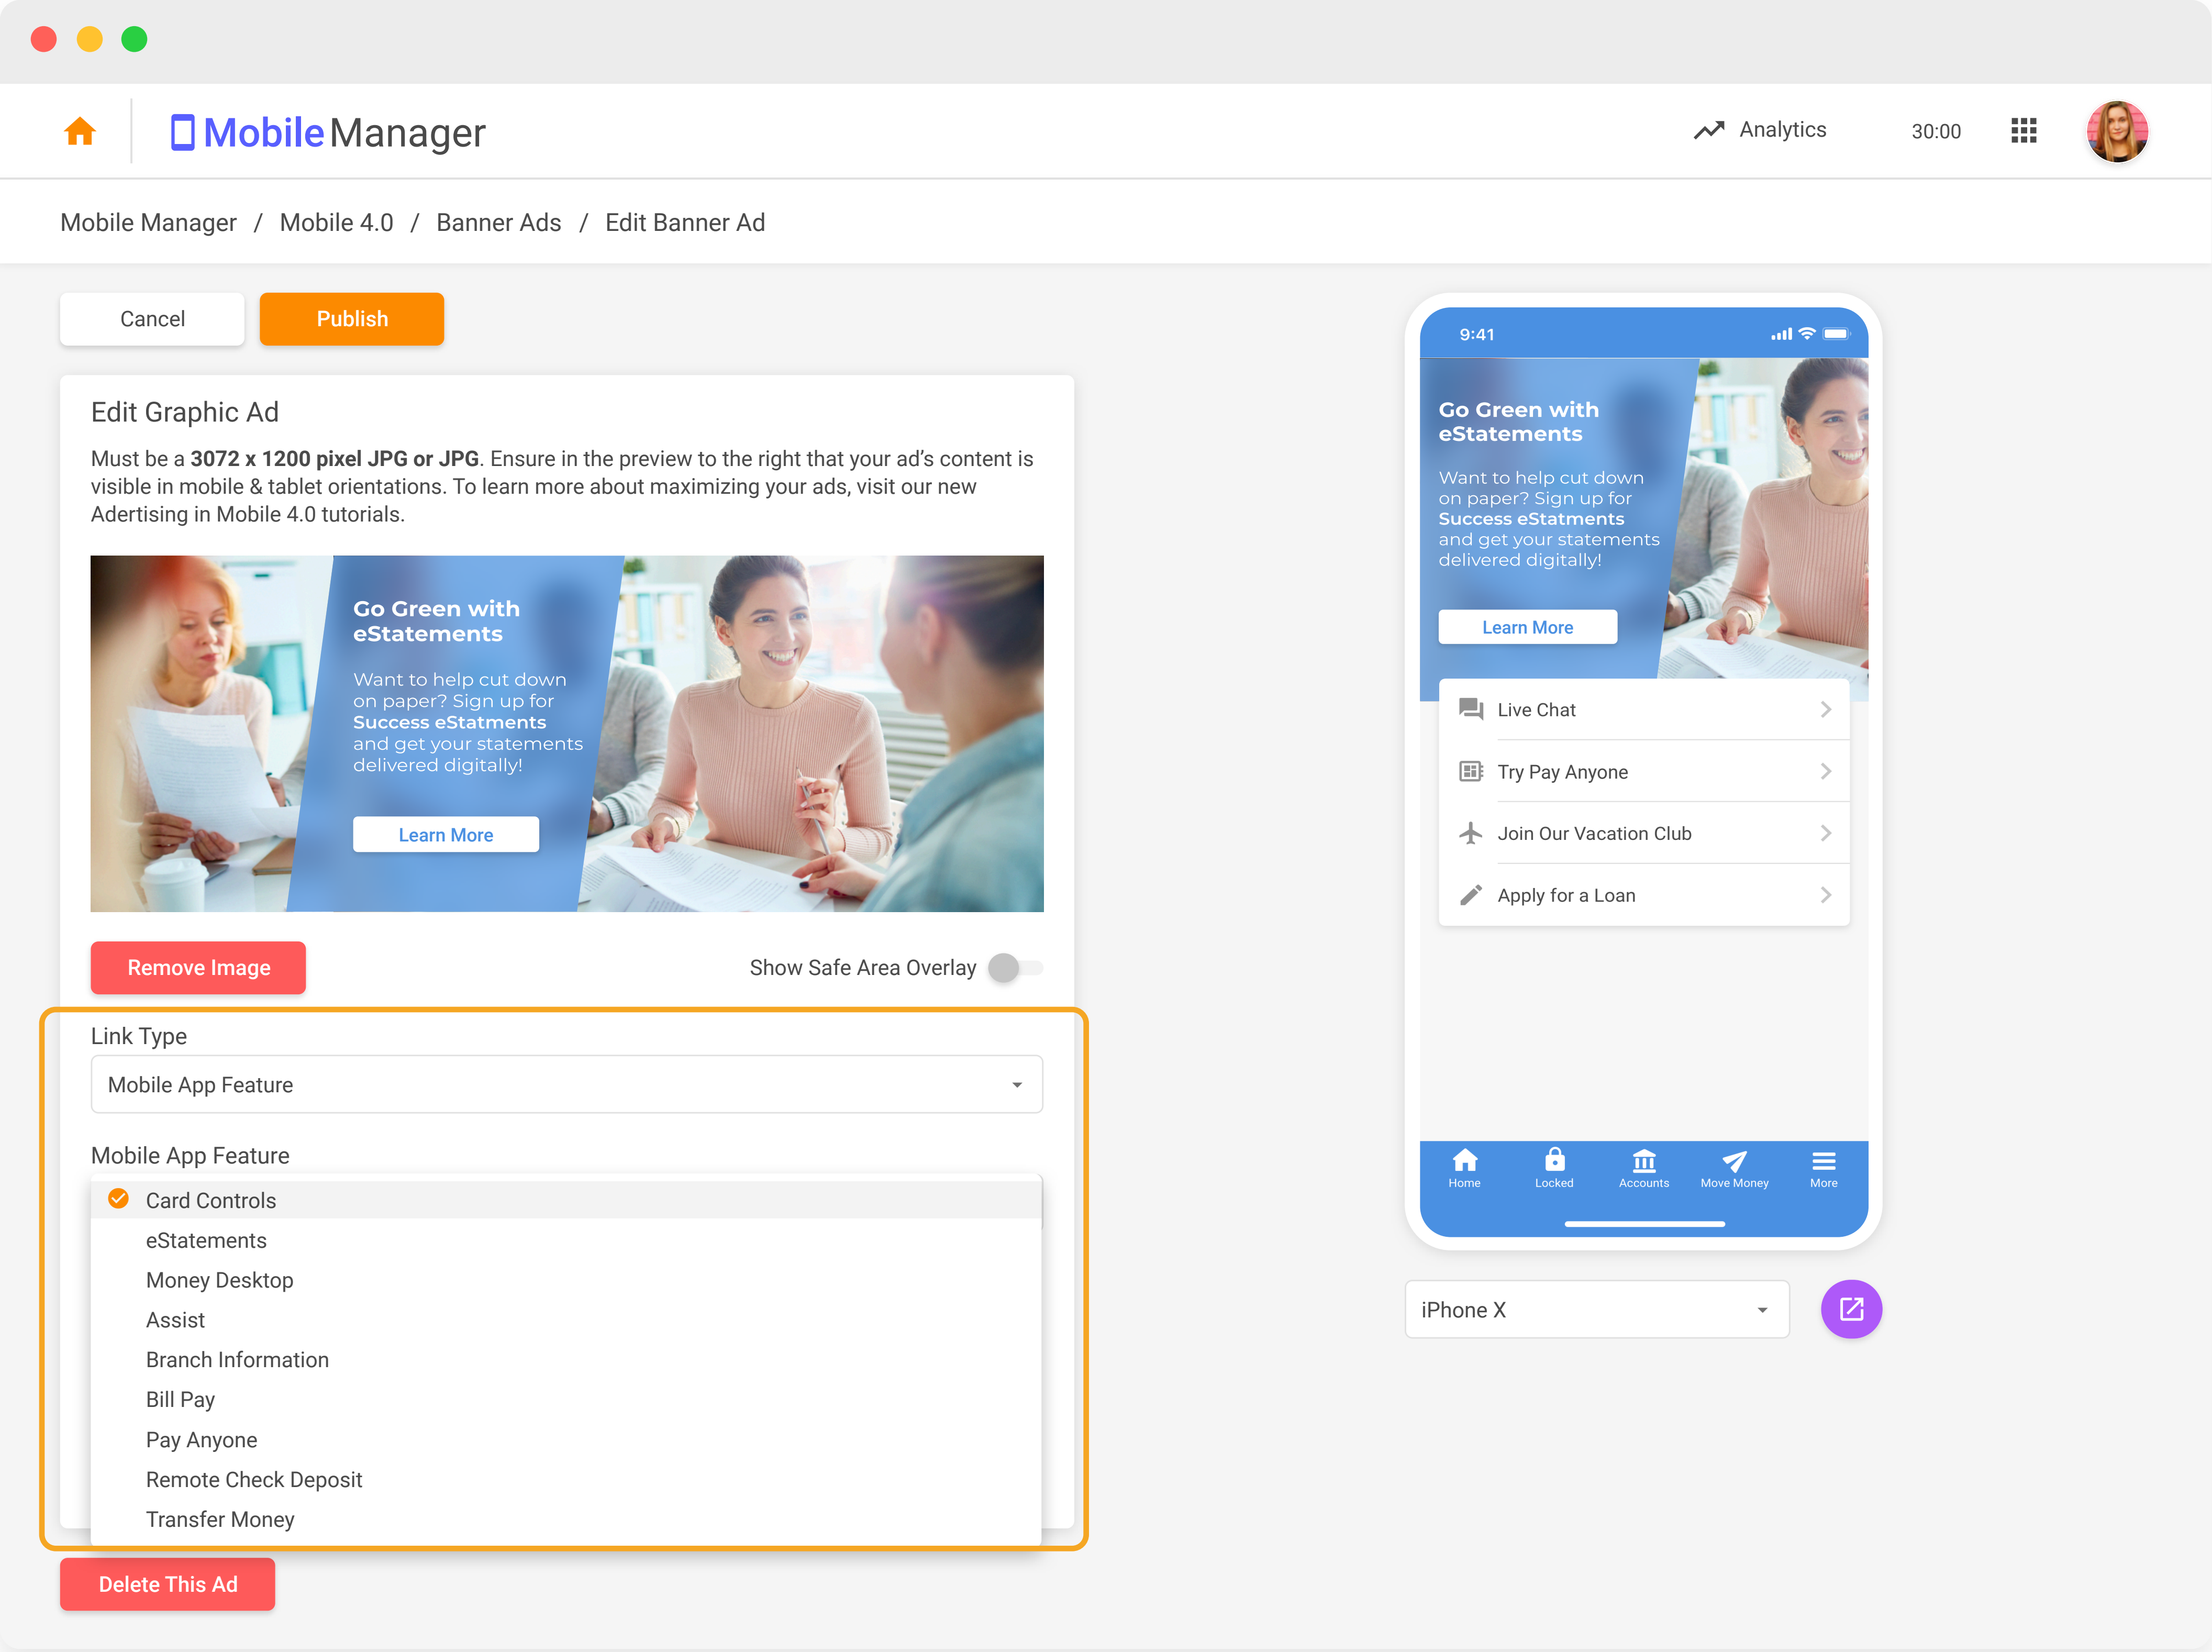 MobileManager
Analytics
30:00
Mobile Manager / Mobile 4.0 / Banner Ads / Edit Banner Ad
Cancel
Publish
Edit Graphic Ad
Must be a 3072 x 1200 pixel JPG or JPG. Ensure in the preview to the right that your ad’s content is
visible in mobile & tablet orientations. To learn more about maximizing your ads, visit our new
Adertising in Mobile 4.0 tutorials.
Go Green with
eStatements
Want to help cut down
on paper? Sign up for
Success eStatments
and get your statements
delivered digitally!
Learn More
Remove Image
Show Safe Area Overlay
Link Type
Mobile App Feature
Mobile App Feature
Card Controls
eStatements
Money Desktop
Assist
Branch Information
Bill Pay
Pay Anyone
Remote Check Deposit
Transfer Money
Delete This Ad
9:41
Go Green with
eStatements
Want to help cut down
on paper? Sign up for
Success eStatments
and get your statements
delivered digitally!
Learn More
Live Chat
Try Pay Anyone
Join Our Vacation Club
Apply for a Loan
Home
Locked
Accounts
Move Money
More
iPhone X